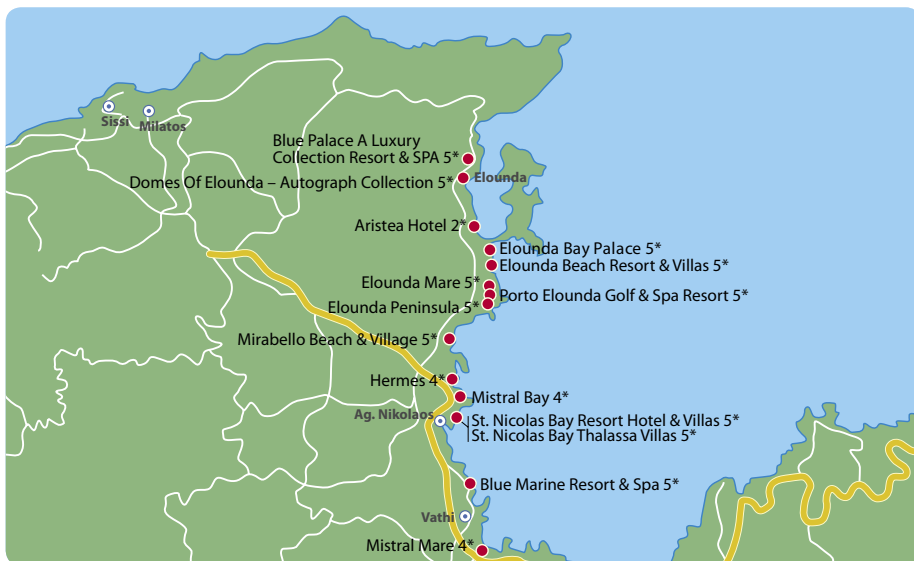 Sissi
Milatos
Blue Palace A Luxury
Collection Resort & SPA 5*
Domes Of Elounda – Autograph Collection 5*
Elounda
Aristea Hotel 2*
Elounda Bay Palace 5*
Elounda Beach Resort & Villas 5*
Elounda Mare 5*
Porto Elounda Golf & Spa Resort 5*
Elounda Peninsula 5*
Mirabello Beach & Village 5*
Hermes 4*
Mistral Bay 4*
Ag. Nikolaos
St. Nicolas Bay Resort Hotel & Villas 5*
St. Nicolas Bay Thalassa Villas 5*
Blue Marine Resort & Spa 5*
Vathi
Mistral Mare 4*